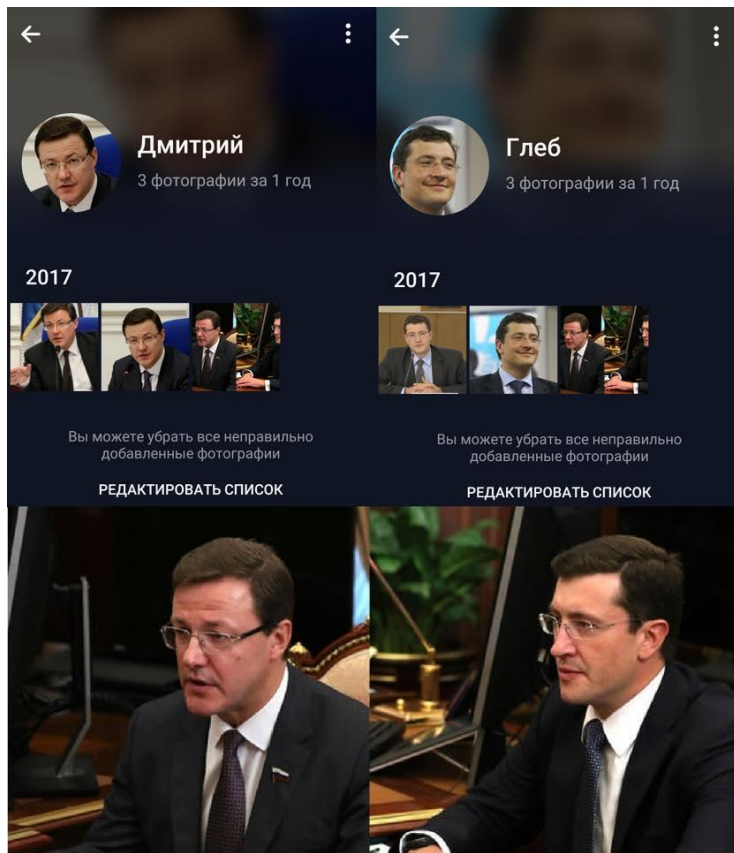 Дмитрий
3 фотографии за 1 год
2017
Вы можете убрать все неправильно
добавленные фотографии
РЕДАКТИРОВАТЬ СПИСОК
Глеб
3 фотографии за 1 год
2017
Вы можете убрать все неправильно
добавленные фотографии
РЕДАКТИРОВАТЬ СПИСОК